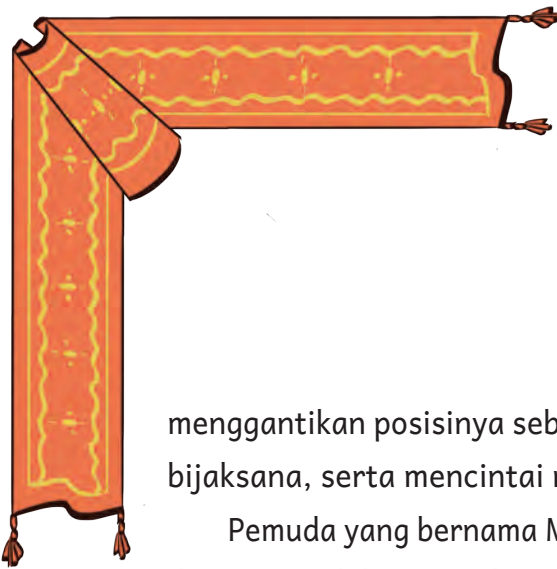 menggantikan posisinya seb
bijaksana, serta mencintai
Pemuda yang bernama